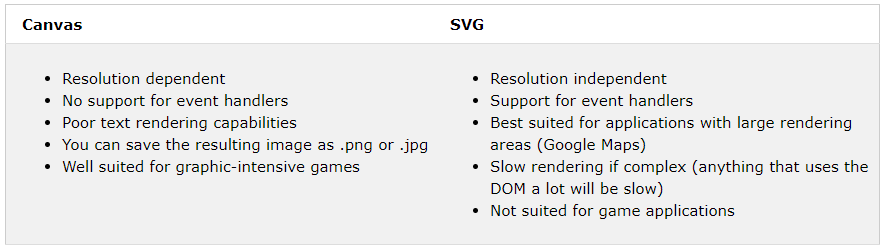 Canvas
SVG
Resolution dependent
No support for event handlers
Poor text rendering capabilities
You can save the resulting image as .png or .jpg
Well suited for graphic-intensive games
Resolution independent
Support for event handlers
Best suited for applications with large rendering
areas (Google Maps)
Slow rendering if complex (anything that uses the
DOM a lot will be slow)
Not suited for game applications